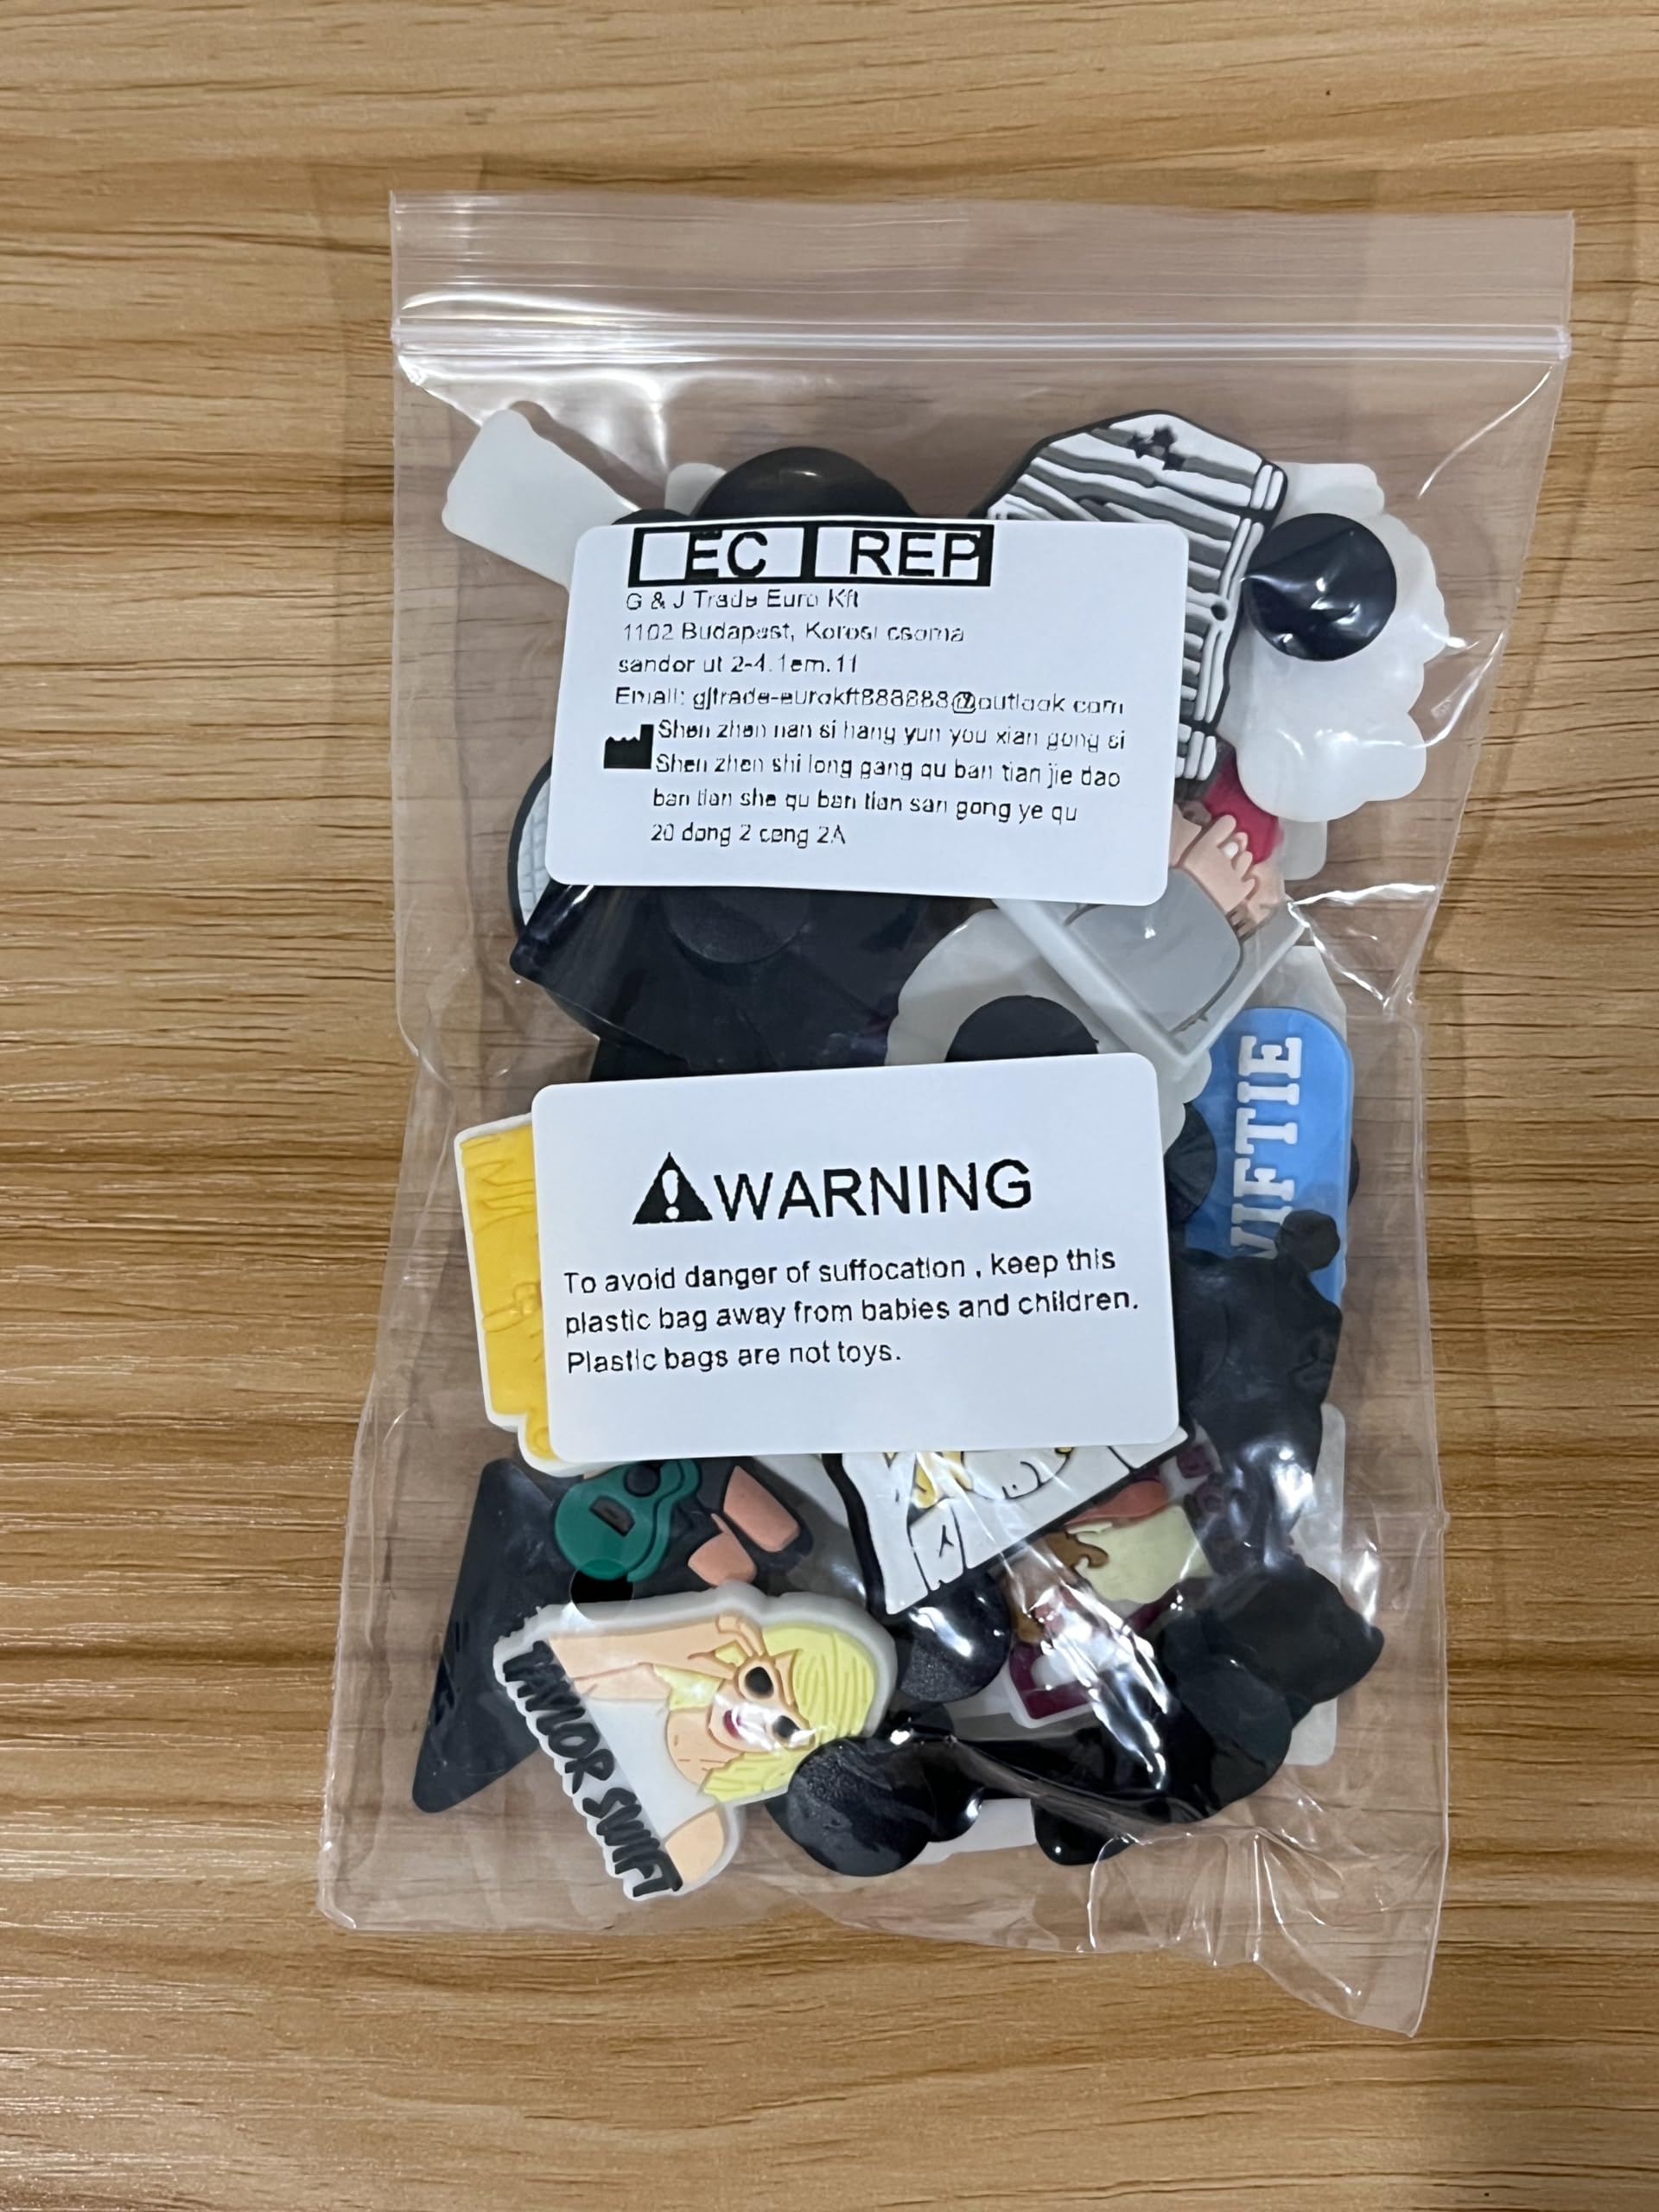 EC REP
G & J Trade Euro Kft
1102 Budapest, Korosi csoma
sandor ut 2-4.1em.11
Email: gjtrade-eurokft888888@outlook com
Shen zhen nan si hang yun you xian gong si
Shen zhen shi long gang qu ban tian jie dao
ban tian she qu ban tian san gong ye qu
20 dong 2 ceng 2A
WIFTIE
WARNING
To avoid danger of suffocation , keep this
plastic bag away from babies and children.
Plastic bags are not toys.
TAYLOR SWIFT